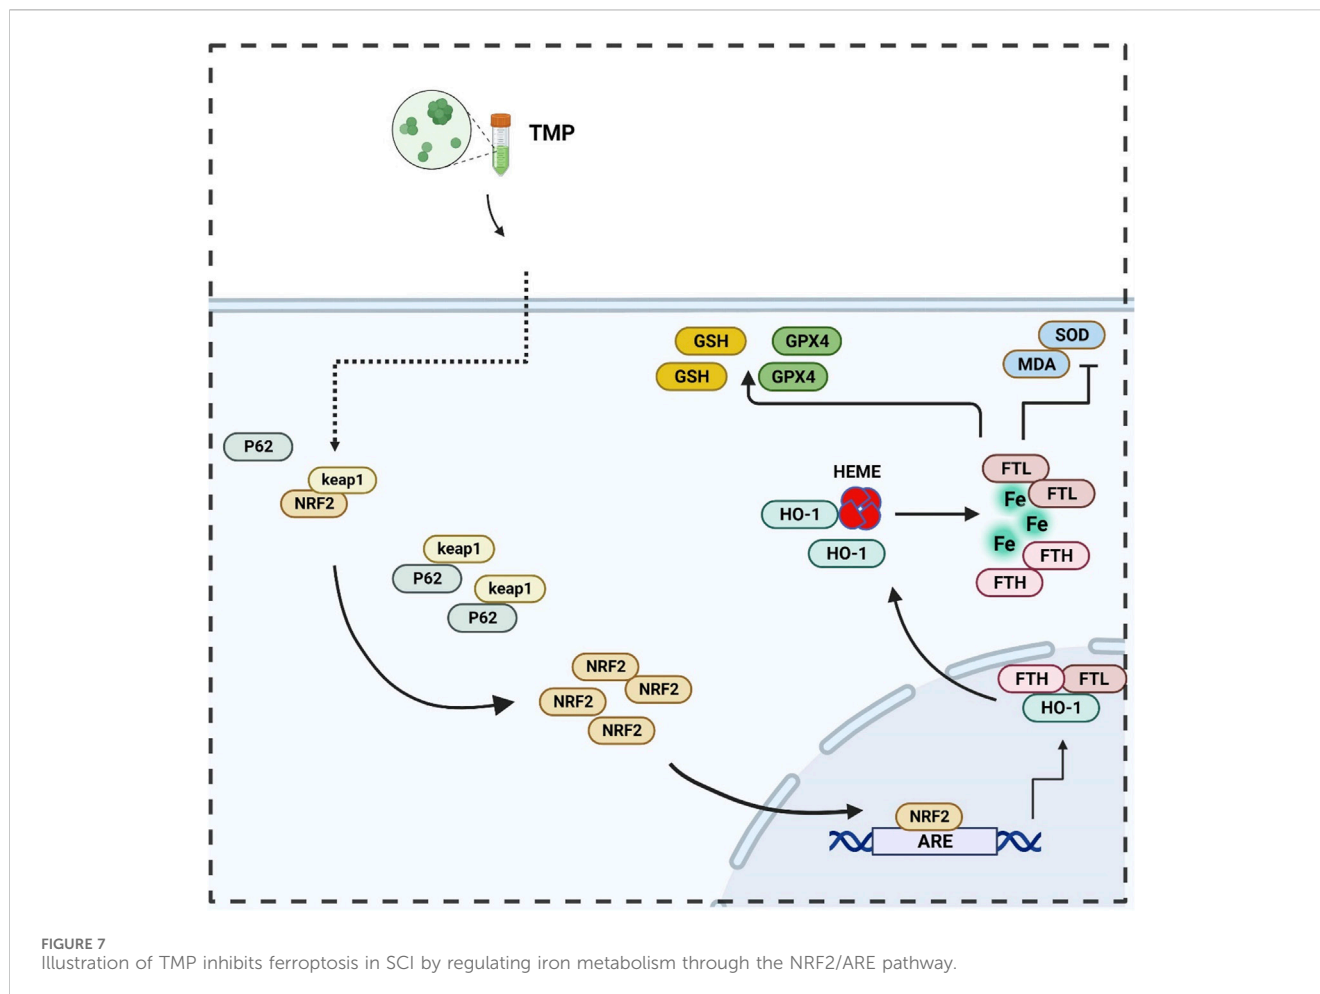 TMP
GSH
GPX4
SOD
GSH
GPX4
MDA
P62
keap1
NRF2
HEME
HO-1
HO-1
FTL
Fe
FTL
Fe
Fe
FTH
FTH
keap1
P62
keap1
P62
NRF2
NRF2
NRF2
NRF2
FTH
FTL
HO-1
NRF2
ARE
FIGURE 7
Illustration of TMP inhibits ferroptosis in SCI by regulating iron metabolism through the NRF2/ARE pathway.